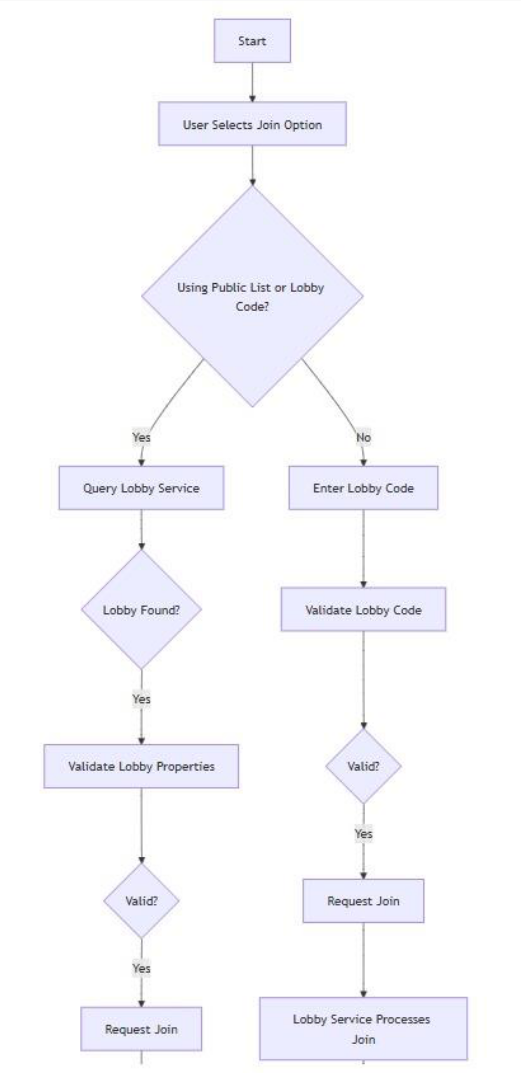 Start
User Selects Join Option
Using Public List or Lobby
Code?
Yes
No
Query Lobby Service
Enter Lobby Code
Lobby Found?
Validate Lobby Code
Yes
Validate Lobby Properties
Valid?
Yes
Valid?
Request Join
Yes
Request Join
Lobby Service Processes
Join